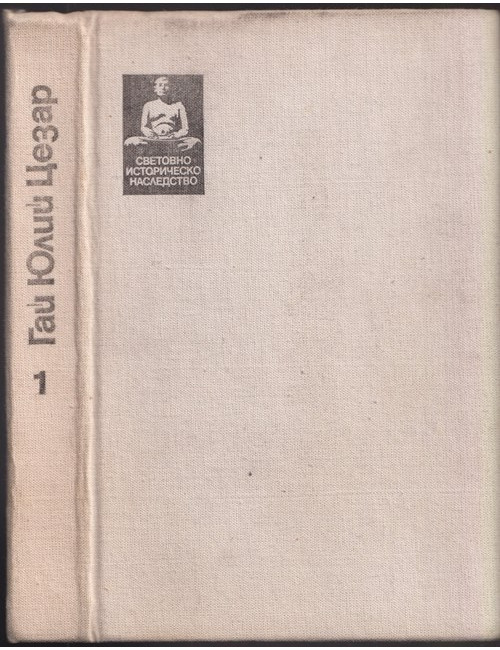 Гай Юлий Цезар
1
СВЕТОВНО
ИСТОРИЧЕСКО
НАСЛЕДСТВО